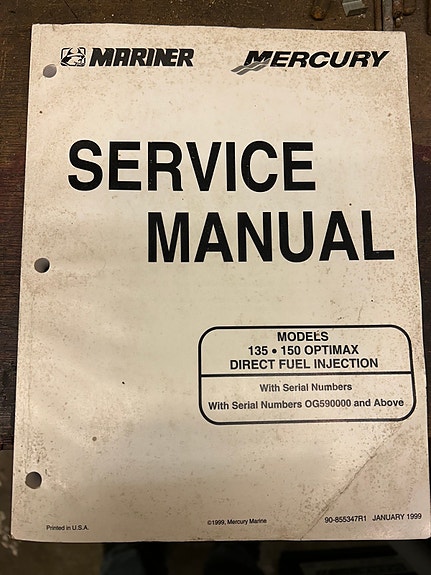 MARINER MERCURY
SERVICE
MANUAL
MODELS
135 • 150 OPTIMAX
DIRECT FUEL INJECTION
With Serial Numbers
With Serial Numbers OG590000 and Above
Printed in U.S.A. ©1999, Mercury Marine 90-855347R1 JANUARY 1999